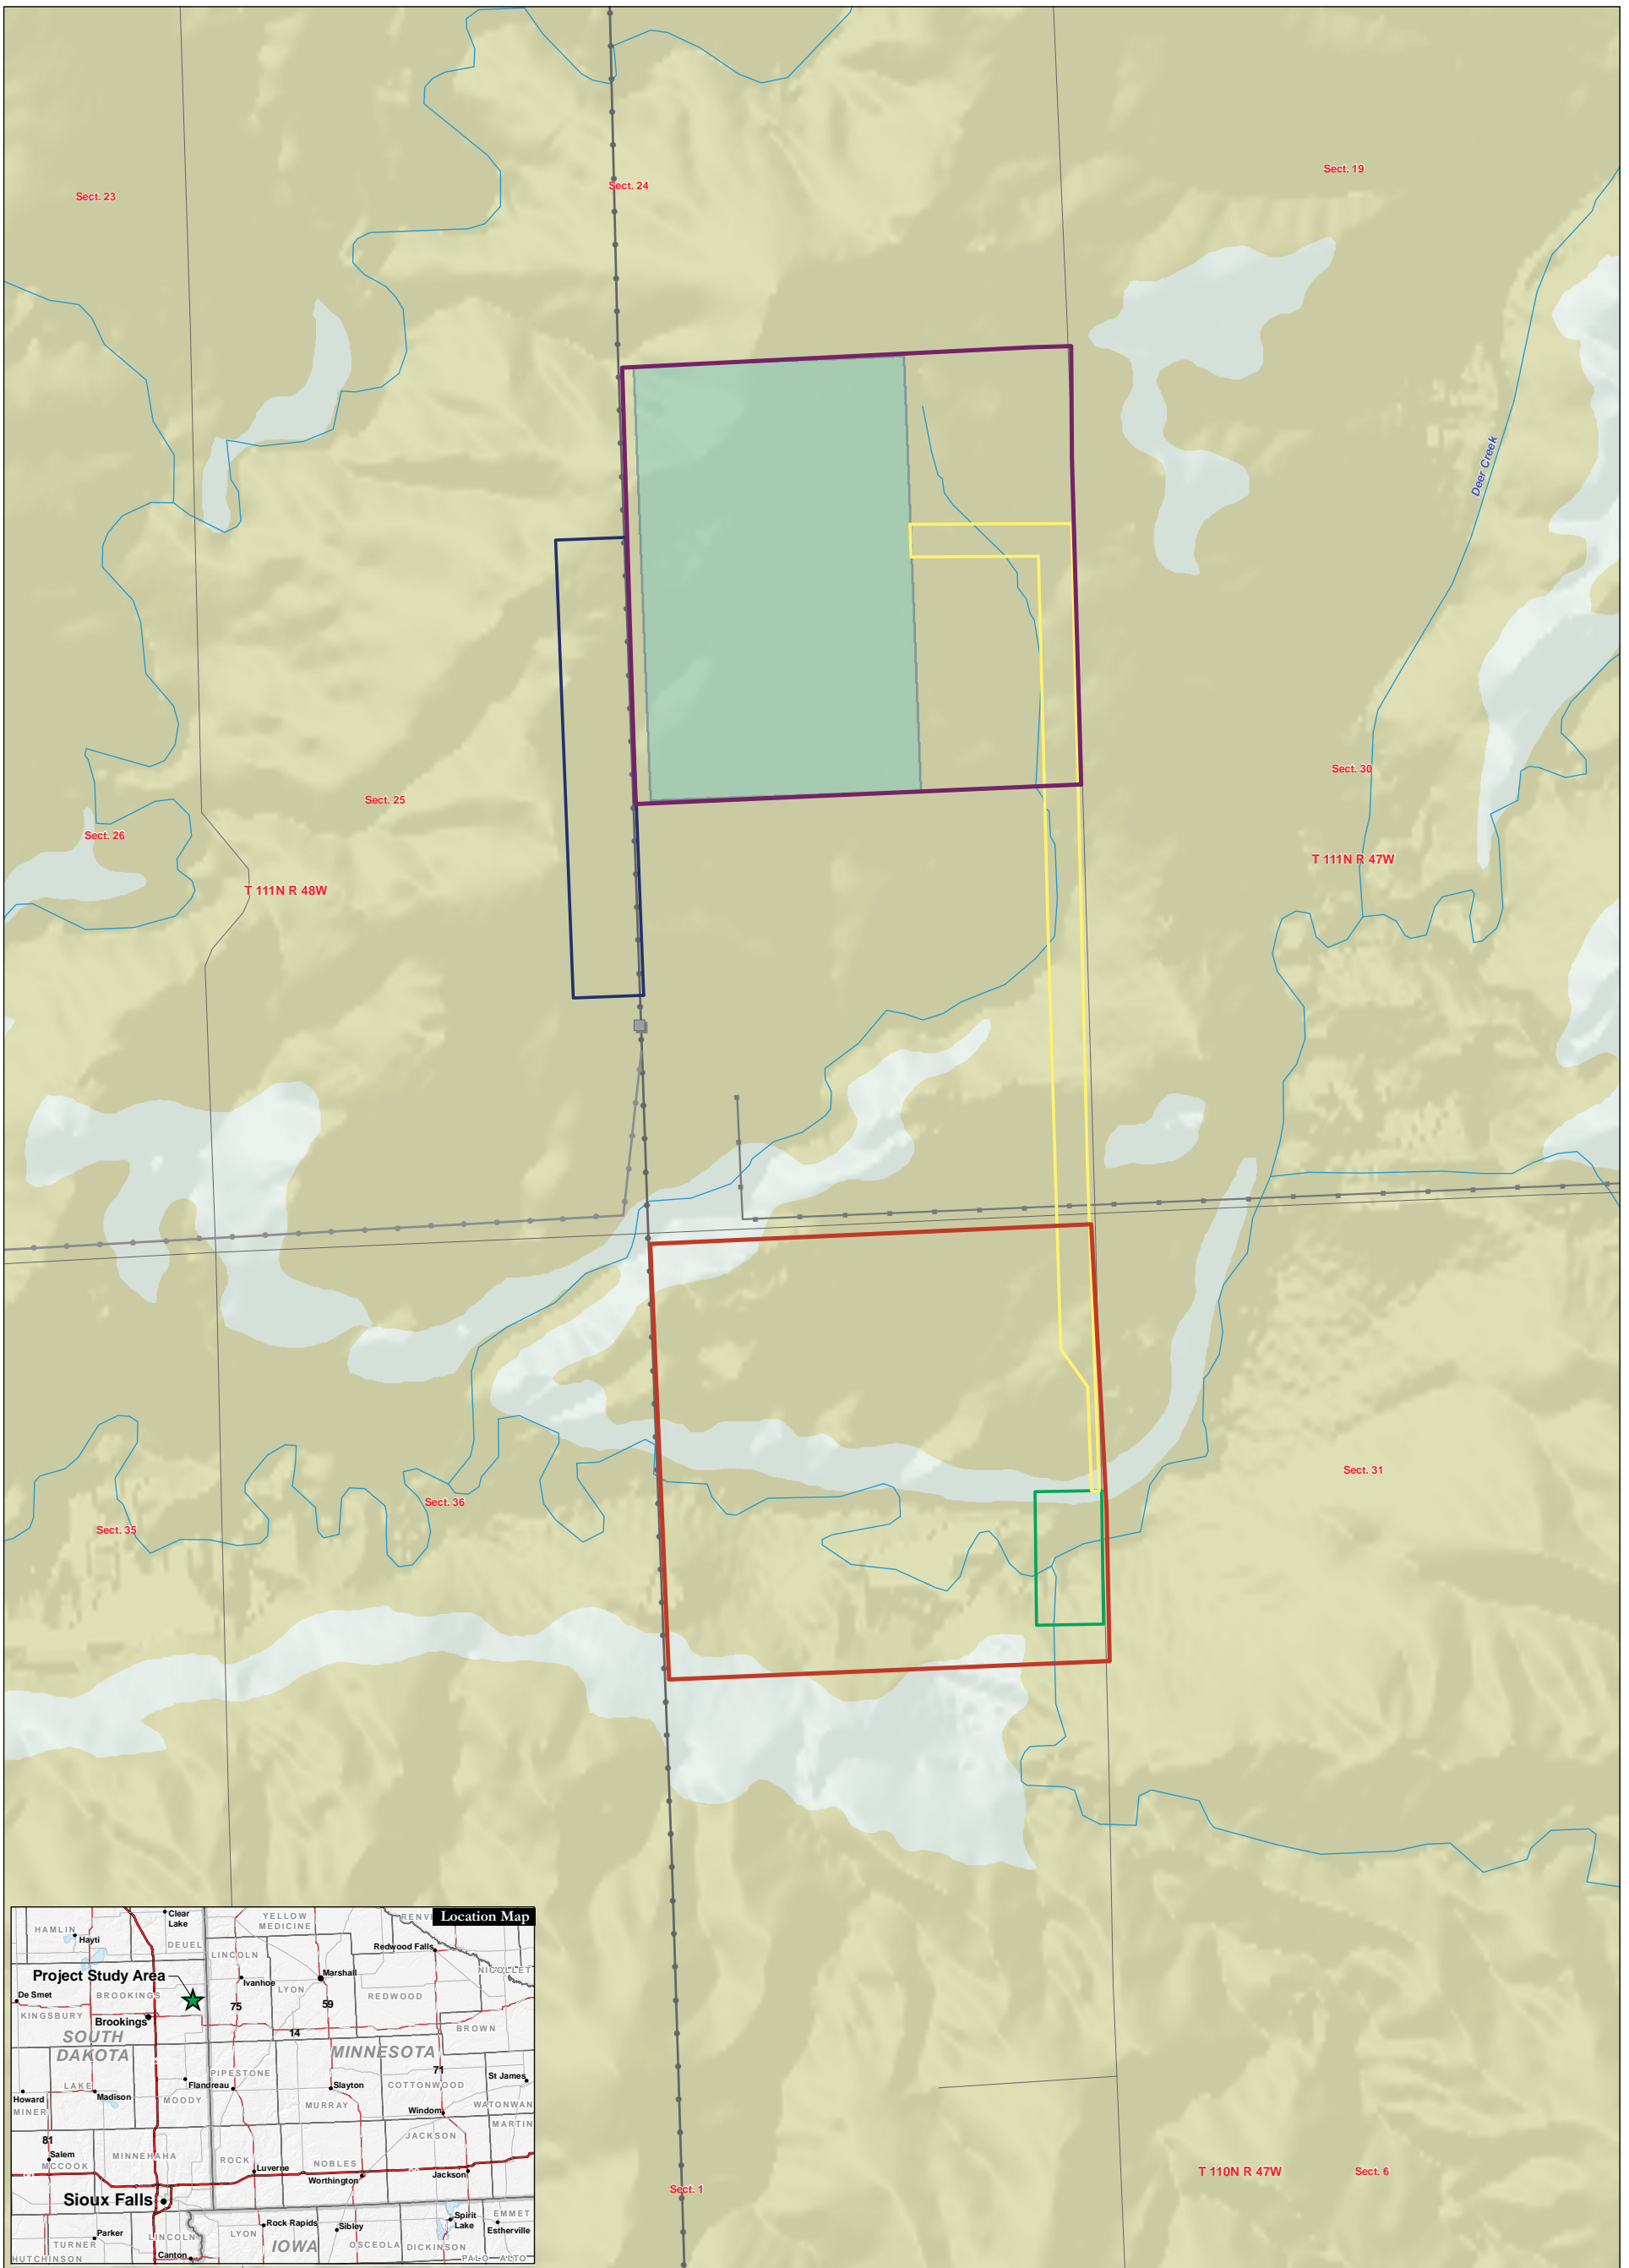 Sect. 19
Sect. 24
Sect. 23
Deer Creek
Sect. 30
Sect. 25
Sect. 26
T 111N R 47W
T 111N R 48W
Sect. 31
Sect. 36
Sect. 35
Location Map
Clear
Lake
YELLOW
MEDICINE
HAMLIN
Hayti
DEUEL
LINCOLN
Redwood Falls
Project Study Area
Ivanhoe
Marshall
NICOLLET
De Smet
BROOKINGS
LYON
REDWOOD
75
59
KINGSBURY
Brookings
14
BROWN
SOUTH
DAKOTA
MINNESOTA
PIPESTONE
71
LAKE
Flandreau
Slayton
COTTONWOOD
St James
Howard
Madison
MOODY
MURRAY
WATONWAN
MINER
Windom
MARTIN
81
JACKSON
Salem
MINNEHAHA
ROCK
NOBLES
MCCOOK
Luverne
Worthington
Jackson
Sioux Falls
Rock Rapids
Sibley
Spirit
Lake
EMMET
Estherville
Parker
LINCOLN
LYON
TURNER
IOWA
OSCEOLA
DICKINSON
HUTCHINSON
Canton
PALO ALTO
T 110N R 47W
Sect. 6
Sect. 1